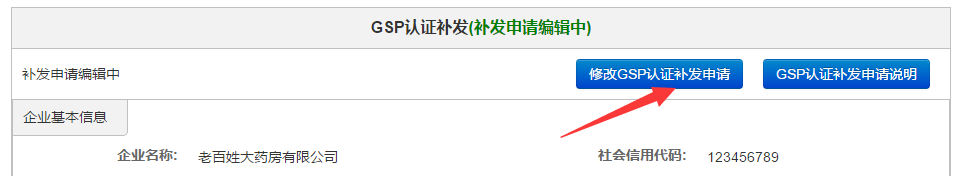 GSP认证补发(补发申请编辑中)
补发申请编辑中 修改GSP认证补发申请 GSP认证补发申请说明
企业基本信息
企业名称: 老百姓大药房有限公司 社会信用代码: 123456789